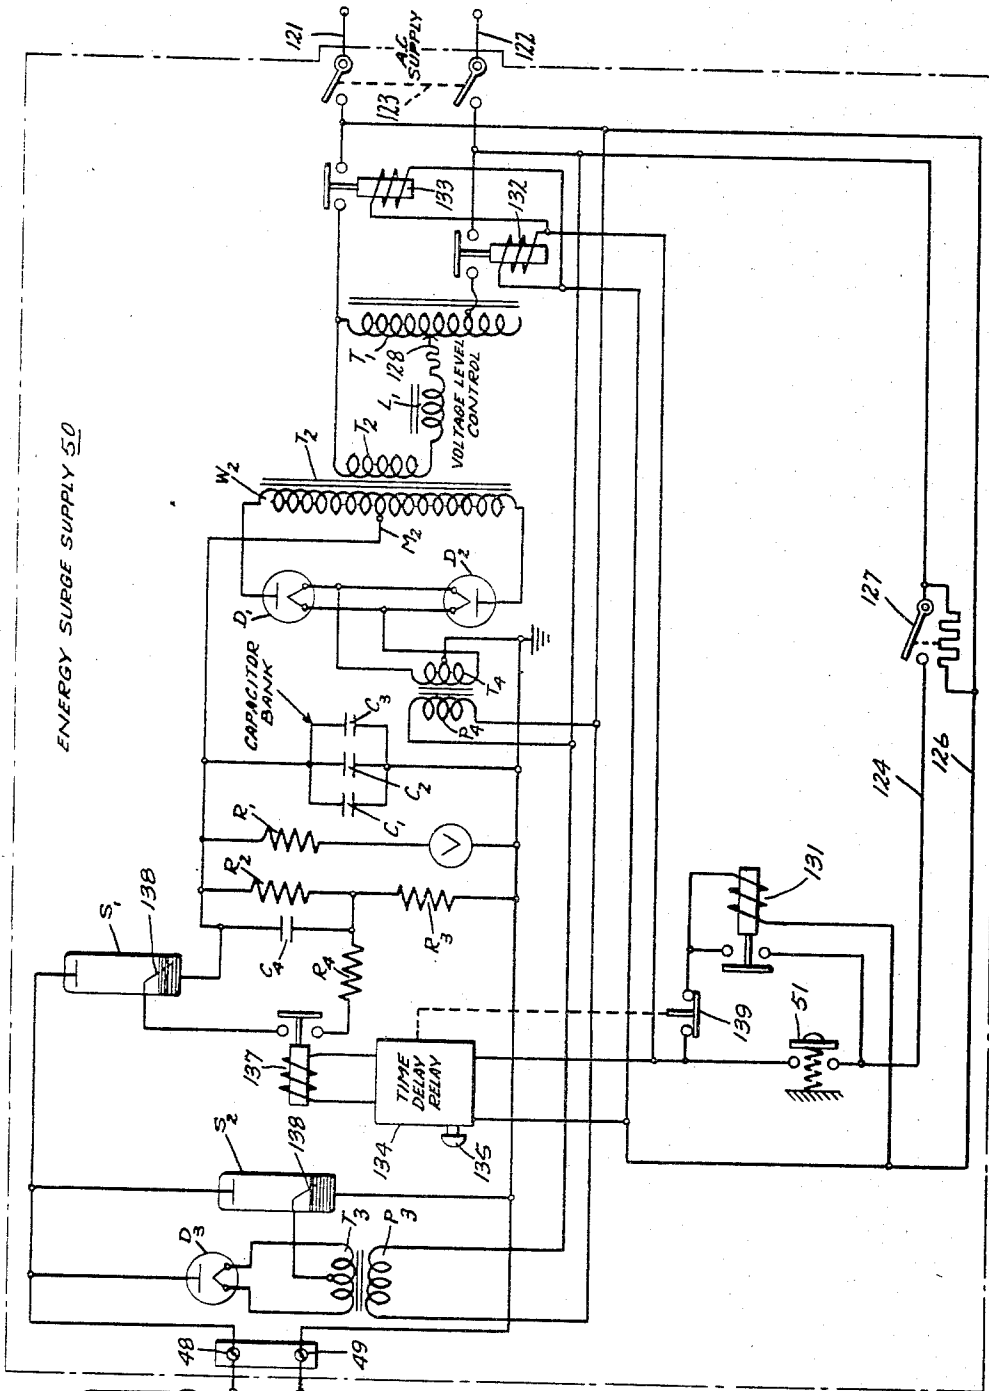 ENERGY SURGE SUPPLY 50
121
A.C.
SUPPLY
122
123
133
132
T1
128
L1
VOLTAGE LEVEL
CONTROL
T2
T2
W2
M2
D1
D2
CAPACITOR
BANK
C3
C2
C1
T4
P4
R1
V
R2
R3
C4
R4
S1
138
137
TIME
DELAY
RELAY
134
135
139
131
51
127
124
126
S2
138
D3
T3
P3
48
49